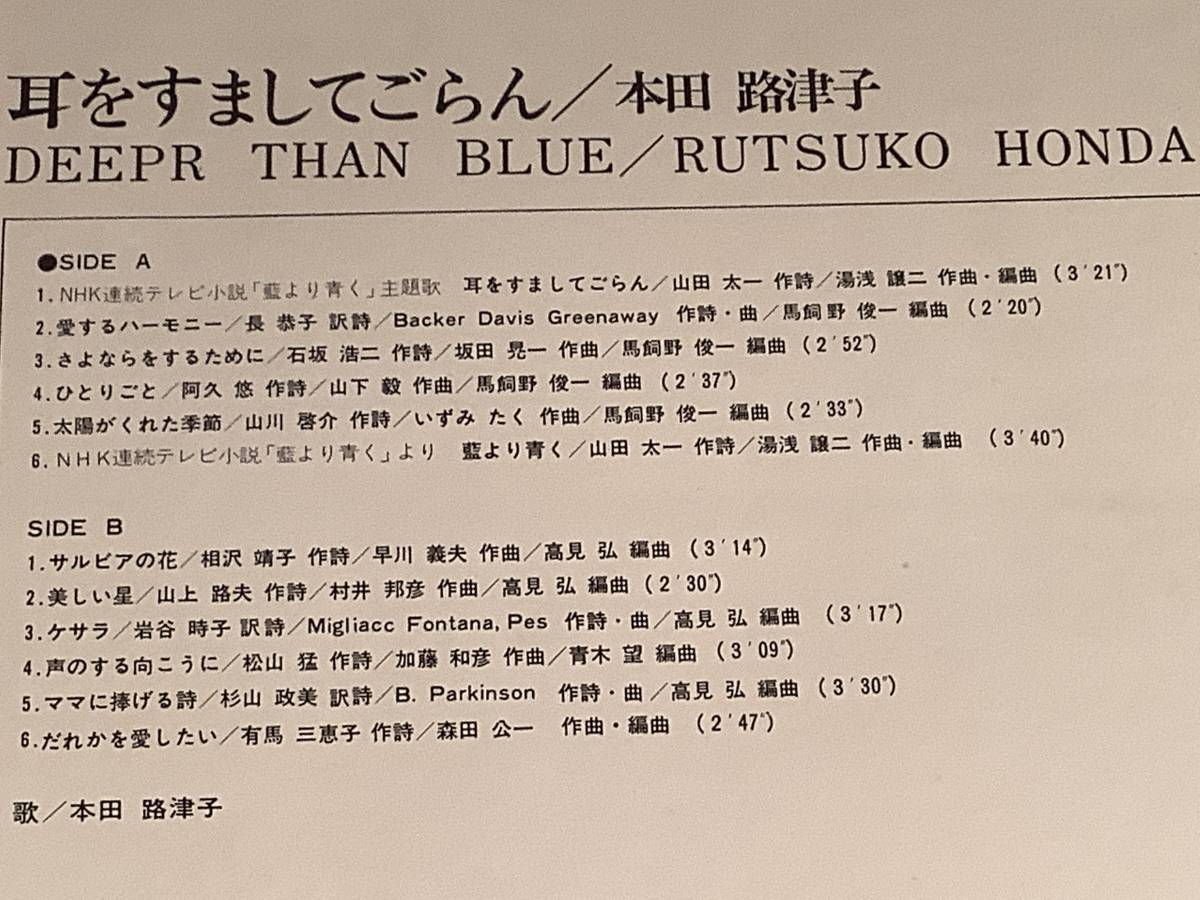 耳をすましてごらん／本田 路津子
DEEPR THAN BLUE／RUTSUKO HONDA
●SIDE A
1. NHK連続テレビ小説「藍より青く」主題歌 耳をすましてごらん／山田 太一 作詩／湯浅 譲二 作曲・編曲 (3′21″)
2.愛するハーモニー／長 恭子 訳詩／Backer Davis Greenaway 作詩・曲／馬飼野 俊一 編曲 (2′20″)
3.さよならをするために／石坂 浩二 作詩／坂田 晃一 作曲／馬飼野 俊一 編曲 (2′52″)
4.ひとりごと／阿久 悠 作詩／山下 毅 作曲／馬飼野 俊一 編曲 (2′37″)
5.太陽がくれた季節／山川 啓介 作詩／いずみ たく 作曲／馬飼野 俊一 編曲 (2′33″)
6.NHK連続テレビ小説「藍より青く」より 藍より青く／山田 太一 作詩／湯浅 譲二 作曲・編曲 (3′40″)
SIDE B
1.サルビアの花／相沢 靖子 作詩／早川 義夫 作曲／高見 弘 編曲 (3′14″)
2.美しい星／山上 路夫 作詩／村井 邦彦 作曲／高見 弘 編曲 (2′30″)
3.ケサラ／岩谷 時子 訳詩／Migliacc Fontana, Pes 作詩・曲／高見 弘 編曲 (3′17″)
4.声のする向こうに／松山 猛 作詩／加藤 和彦 作曲／青木 望 編曲 (3′09″)
5.ママに捧げる詩／杉山 政美 訳詩／B. Parkinson 作詩・曲／高見 弘 編曲 (3′30″)
6.だれかを愛したい／有馬 三恵子 作詩／森田 公一 作曲・編曲 (2′47″)
歌／本田 路津子